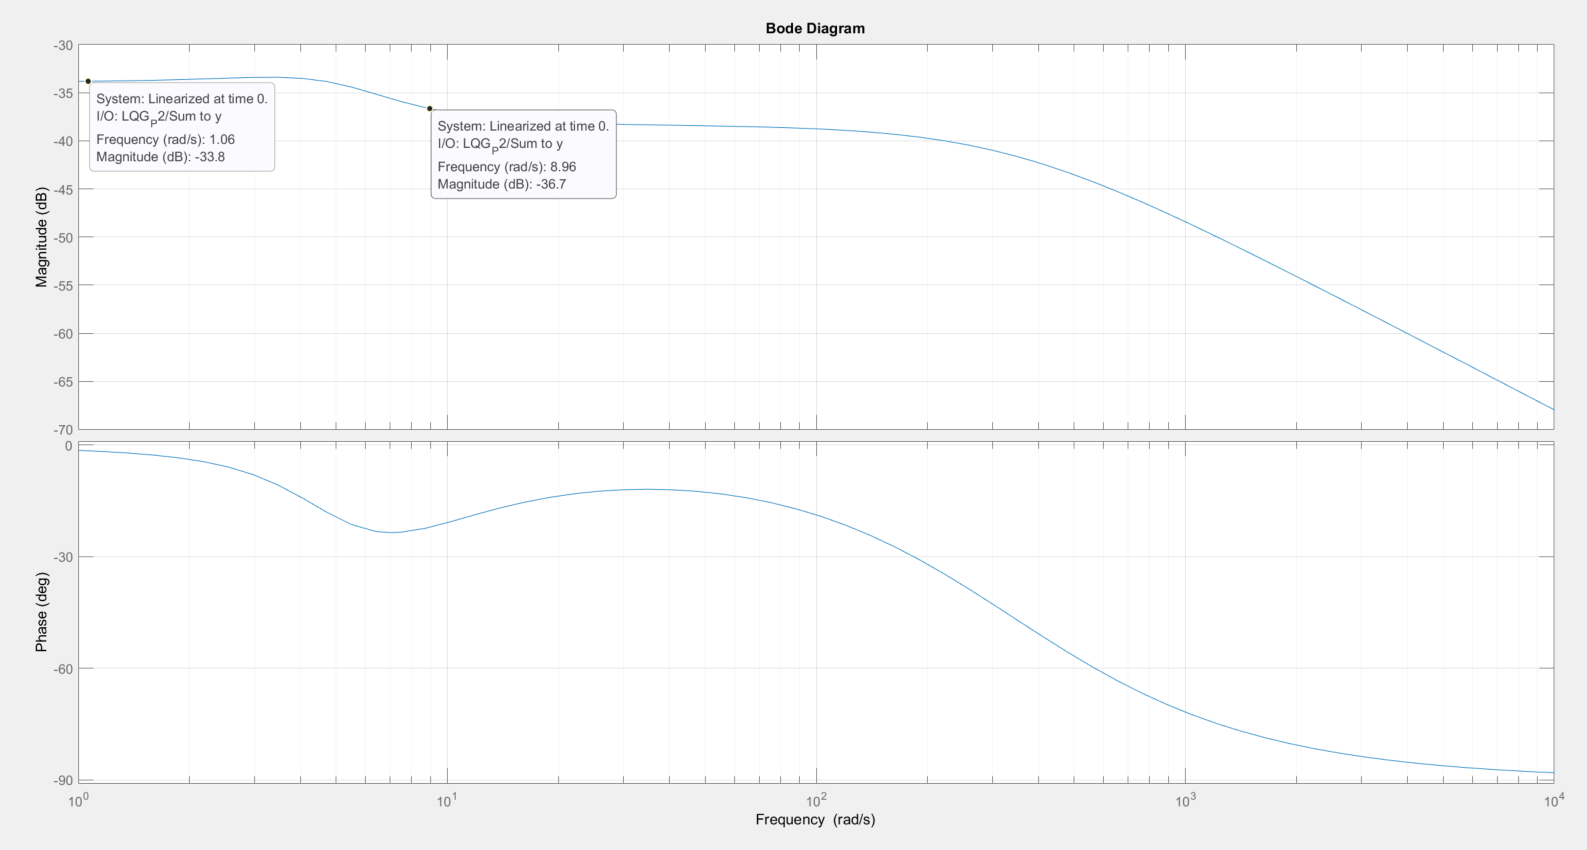 Bode Diagram
Magnitude (dB)
-30
-35
-40
-45
-50
-55
-60
-65
-70
System: Linearized at time 0.
I/O: LQG_P2/Sum to y
Frequency (rad/s): 1.06
Magnitude (dB): -33.8
System: Linearized at time 0.
I/O: LQG_P2/Sum to y
Frequency (rad/s): 8.96
Magnitude (dB): -36.7
Phase (deg)
0
-30
-60
-90
10^0
10^1
10^2
10^3
10^4
Frequency (rad/s)